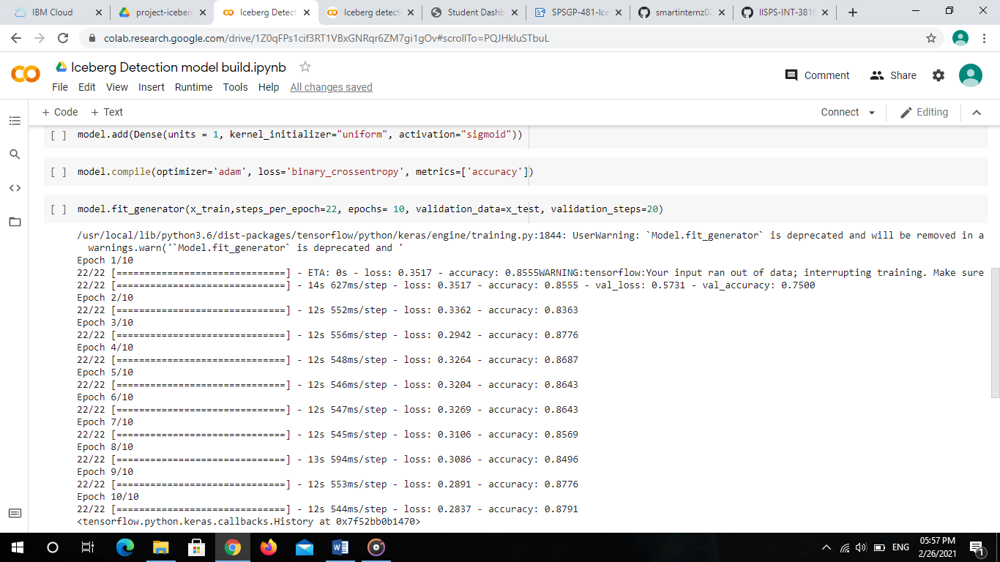 IBM Cloud
project-iceberg
Iceberg Detect
Iceberg detect
Student Dashb
SPSGP-481-Ice
smartinternz02
IISPS-INT-3818
colab.research.google.com/drive/1Z0qFPs1cif3RT1VBxGNRqr6ZM7gi1gOv#scrollTo=PQJHkIuSTbuL
Iceberg Detection model build.ipynb
Comment
Share
File Edit View Insert Runtime Tools Help All changes saved
+ Code + Text
Connect
Editing
[ ] model.add(Dense(units = 1, kernel_initializer="uniform", activation="sigmoid"))
[ ] model.compile(optimizer='adam', loss='binary_crossentropy', metrics=['accuracy'])
[ ] model.fit_generator(x_train,steps_per_epoch=22, epochs= 10, validation_data=x_test, validation_steps=20)
/usr/local/lib/python3.6/dist-packages/tensorflow/python/keras/engine/training.py:1844: UserWarning: `Model.fit_generator` is deprecated and will be removed in a
warnings.warn('`Model.fit_generator` is deprecated and '
Epoch 1/10
22/22 [==============================] - ETA: 0s - loss: 0.3517 - accuracy: 0.8555WARNING:tensorflow:Your input ran out of data; interrupting training. Make sure
22/22 [==============================] - 14s 627ms/step - loss: 0.3517 - accuracy: 0.8555 - val_loss: 0.5731 - val_accuracy: 0.7500
Epoch 2/10
22/22 [==============================] - 12s 552ms/step - loss: 0.3362 - accuracy: 0.8363
Epoch 3/10
22/22 [==============================] - 12s 556ms/step - loss: 0.2942 - accuracy: 0.8776
Epoch 4/10
22/22 [==============================] - 12s 548ms/step - loss: 0.3264 - accuracy: 0.8687
Epoch 5/10
22/22 [==============================] - 12s 546ms/step - loss: 0.3204 - accuracy: 0.8643
Epoch 6/10
22/22 [==============================] - 12s 547ms/step - loss: 0.3269 - accuracy: 0.8643
Epoch 7/10
22/22 [==============================] - 12s 545ms/step - loss: 0.3106 - accuracy: 0.8569
Epoch 8/10
22/22 [==============================] - 13s 594ms/step - loss: 0.3086 - accuracy: 0.8496
Epoch 9/10
22/22 [==============================] - 12s 553ms/step - loss: 0.2891 - accuracy: 0.8776
Epoch 10/10
22/22 [==============================] - 12s 544ms/step - loss: 0.2837 - accuracy: 0.8791
<tensorflow.python.keras.callbacks.History at 0x7f52bb0b1470>
ENG
05:57 PM
2/26/2021
1